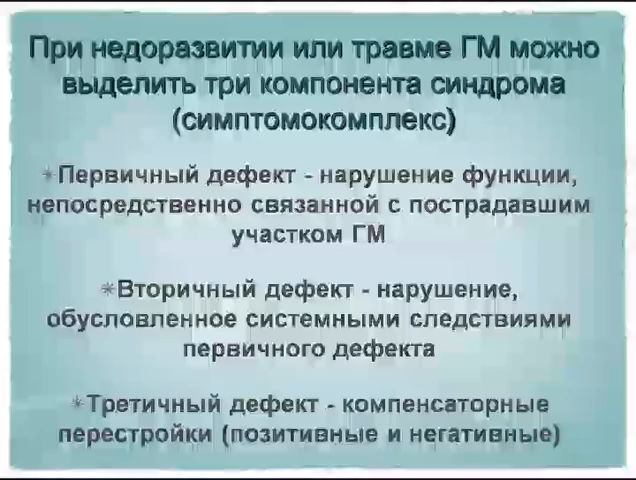 При недоразвитии или травме ГМ можно
выделить три компонента синдрома
(симптомокомплекс)
Первичный дефект - нарушение функции,
непосредственно связанной с пострадавшим
участком ГМ
Вторичный дефект - нарушение,
обусловленное системными следствиями
первичного дефекта
Третичный дефект - компенсаторные
перестройки (позитивные и негативные)